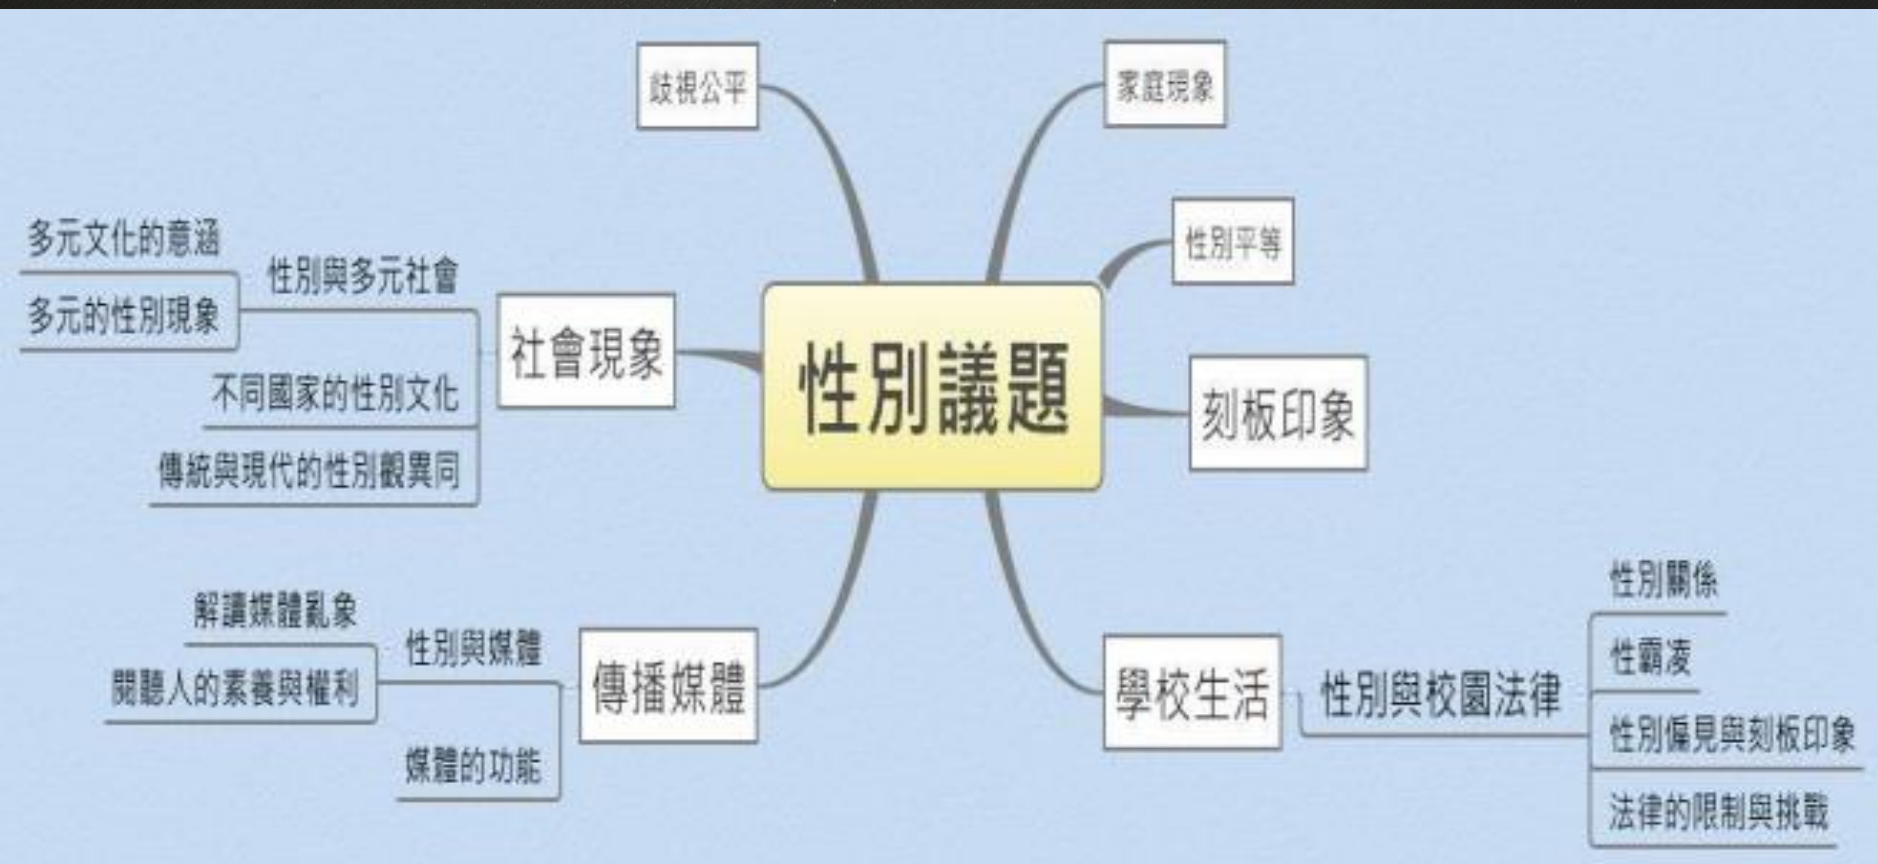 歧視公平
家庭現象
性別平等
刻板印象
性別議題
社會現象
性別與多元社會
多元文化的意涵
多元的性別現象
不同國家的性別文化
傳統與現代的性別觀異同
傳播媒體
性別與媒體
解讀媒體亂象
閱聽人的素養與權利
媒體的功能
學校生活
性別與校園法律
性別關係
性霸凌
性別偏見與刻板印象
法律的限制與挑戰